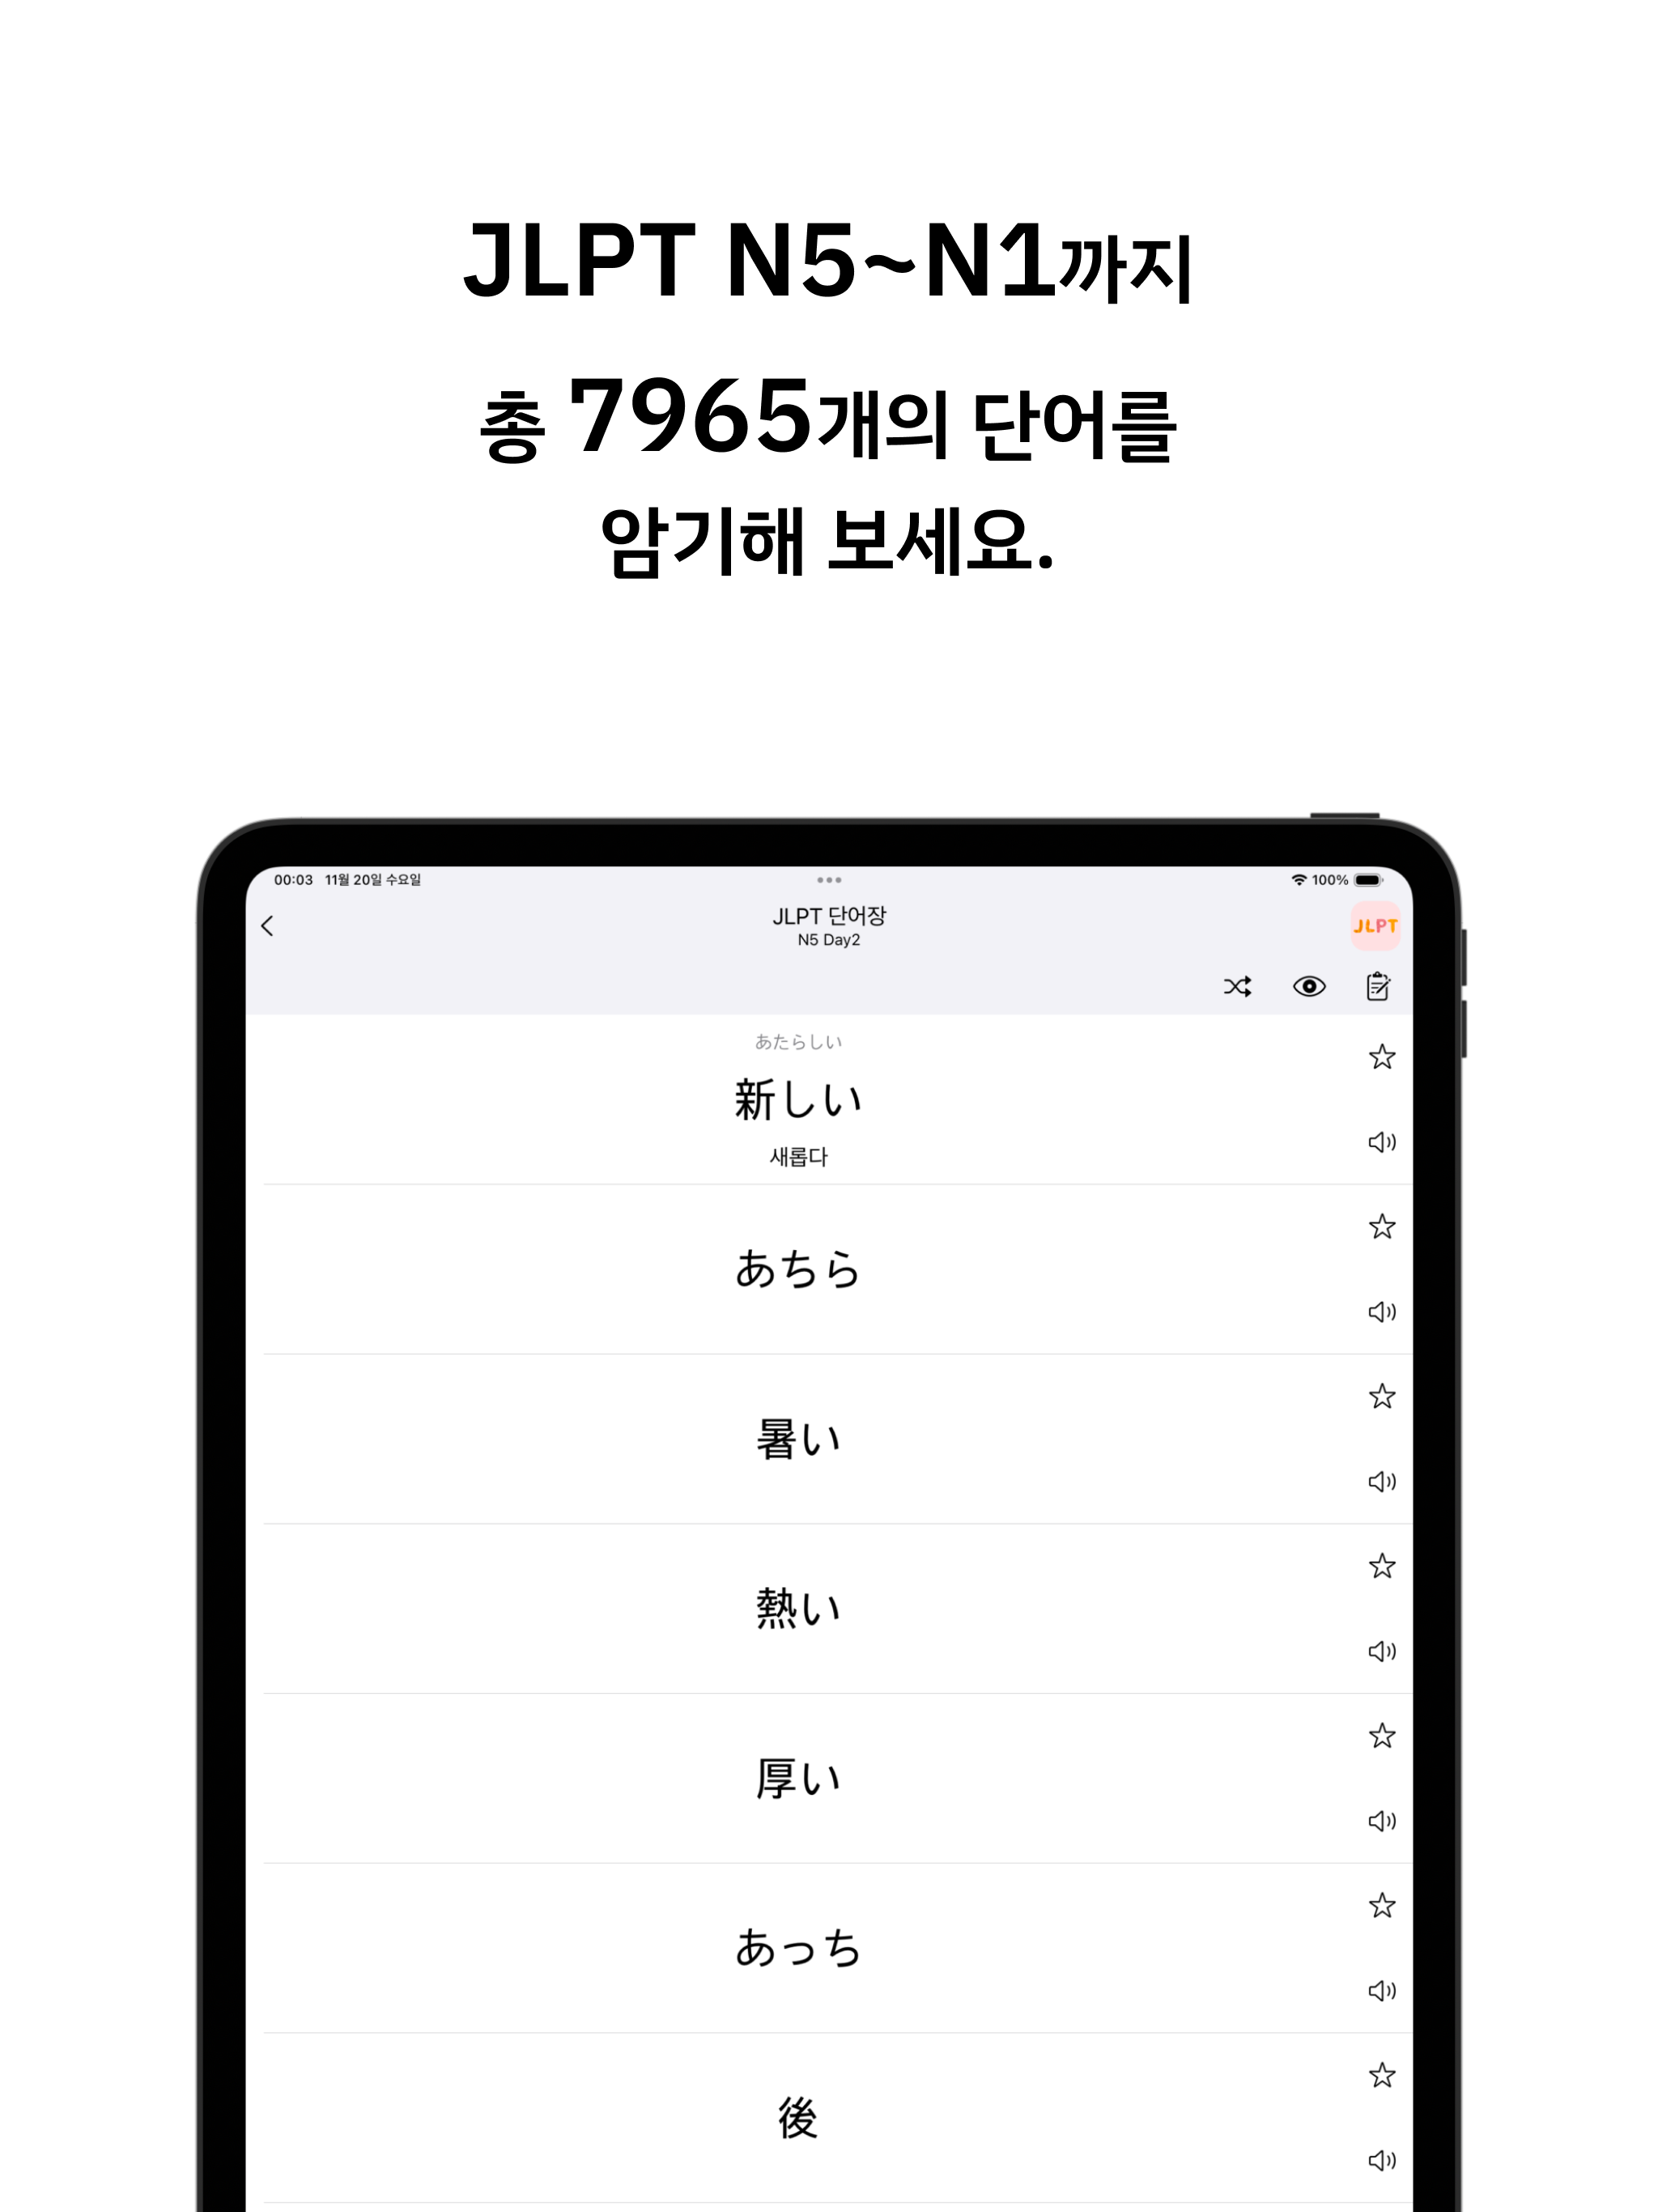 JLPT N5~N1까지
총 7965개의 단어를
암기해 보세요.
00:03 11월 20일 수요일
100%
JLPT 단어장
N5 Day2
JLPT
あたらしい
新しい
새롭다
あちら
暑い
熱い
厚い
あっち
後